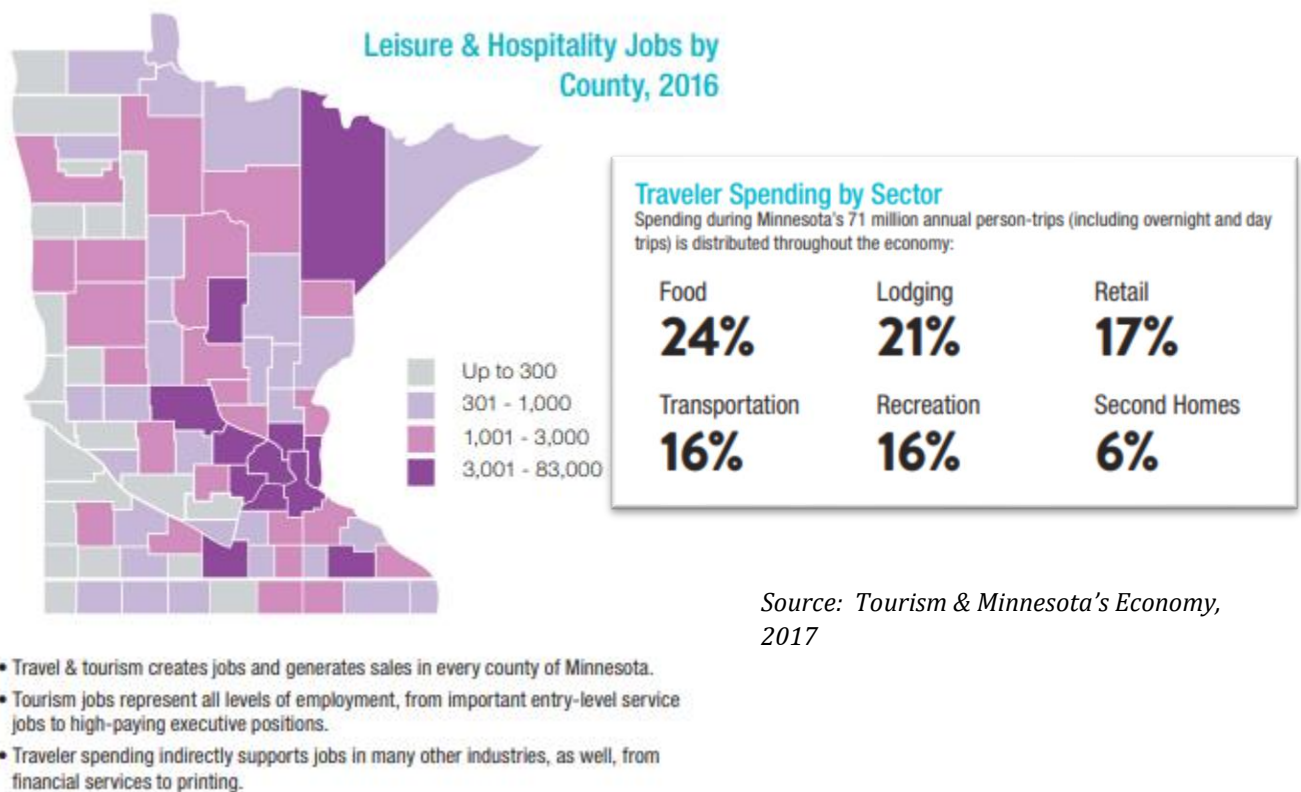 Leisure & Hospitality Jobs by
County, 2016
Up to 300
301 - 1,000
1,001 - 3,000
3,001 - 83,000
Traveler Spending by Sector
Spending during Minnesota's 71 million annual person-trips (including overnight and day
trips) is distributed throughout the economy:
Food
24%
Lodging
21%
Retail
17%
Transportation
16%
Recreation
16%
Second Homes
6%
Source: Tourism & Minnesota's Economy,
2017
• Travel & tourism creates jobs and generates sales in every county of Minnesota.
• Tourism jobs represent all levels of employment, from important entry-level service
jobs to high-paying executive positions.
• Traveler spending indirectly supports jobs in many other industries, as well, from
financial services to printing.